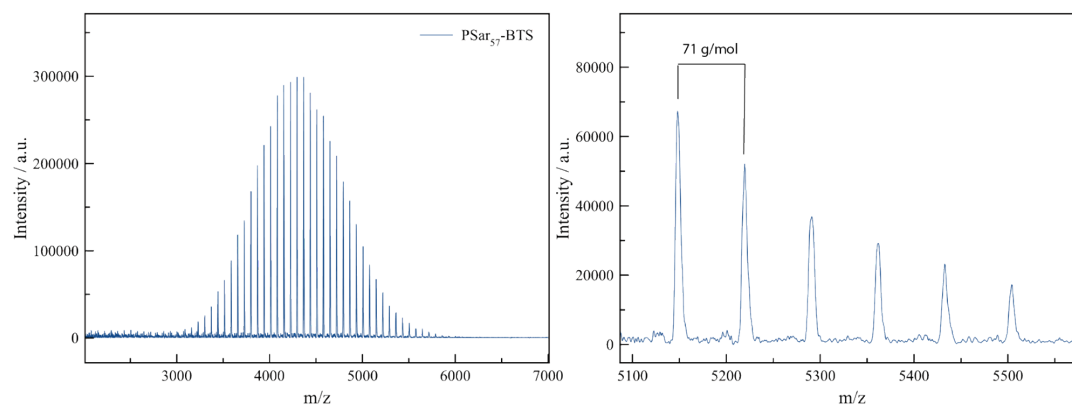 PSar57-BTS
Intensity / a.u.
300000
200000
100000
0
3000 4000 5000 6000 7000
m/z
71 g/mol
Intensity / a.u.
80000
60000
40000
20000
0
5100 5200 5300 5400 5500
m/z